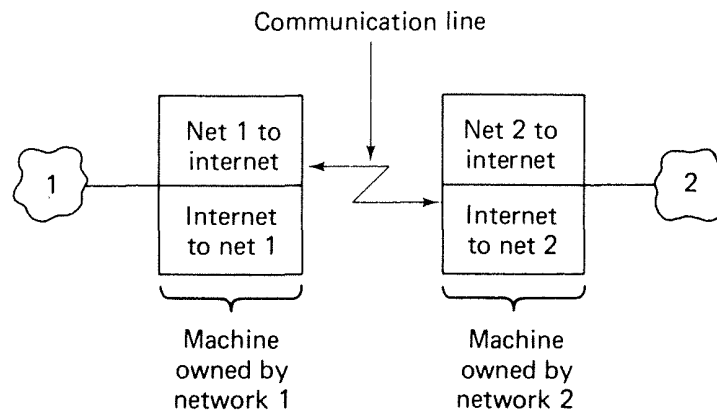 Communication line
Net 1 to
internet
Net 2 to
internet
1
2
Internet
to net 1
Internet
to net 2
Machine
owned by
network 1
Machine
owned by
network 2